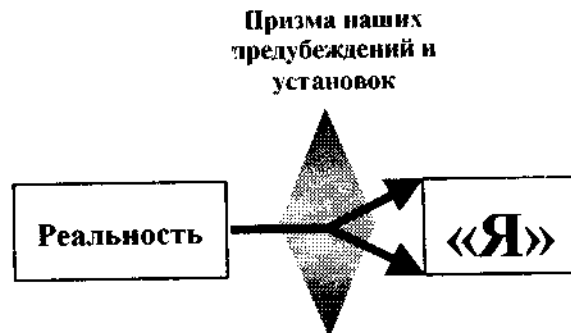 Призма наших
предубеждений и
установок
Реальность
«Я»